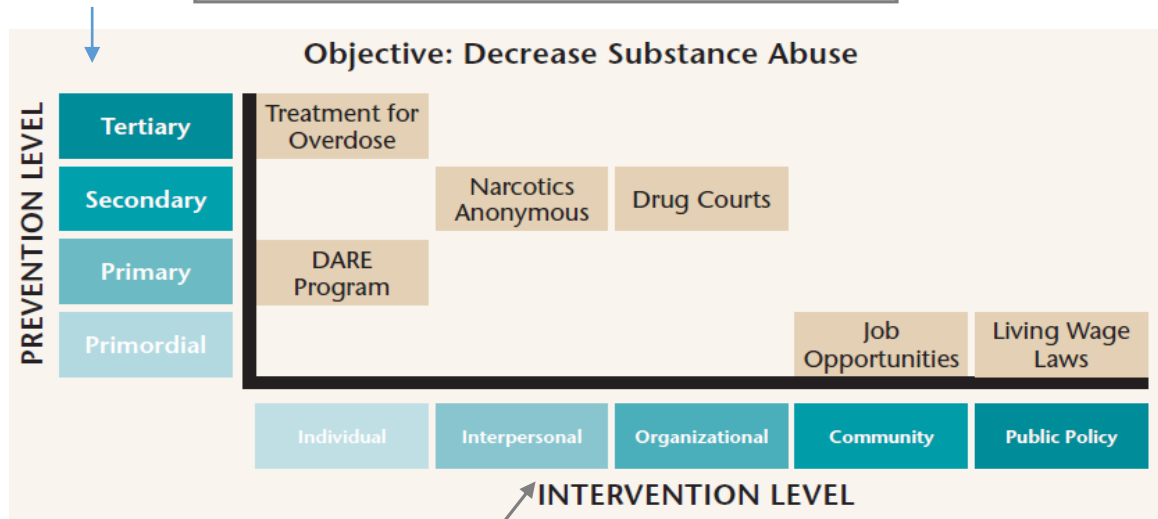 Objective: Decrease Substance Abuse
PREVENTION LEVEL
Tertiary
Treatment for
Overdose
Secondary
Narcotics
Anonymous
Drug Courts
Primary
DARE
Program
Primordial
Job
Opportunities
Living Wage
Laws
Individual
Interpersonal
Organizational
Community
Public Policy
INTERVENTION LEVEL